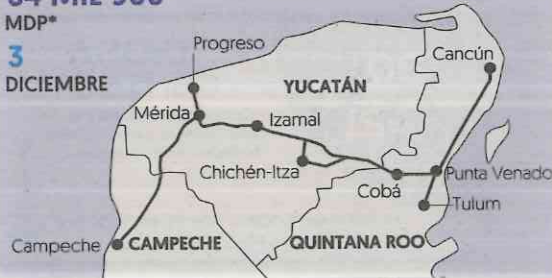 MDP*
3
DICIEMBRE
Progreso
Cancún
YUCATÁN
Mérida
Izamal
Chichén-Itza
Cobá
Punta Venado
Tulum
Campeche
CAMPECHE
QUINTANA ROO